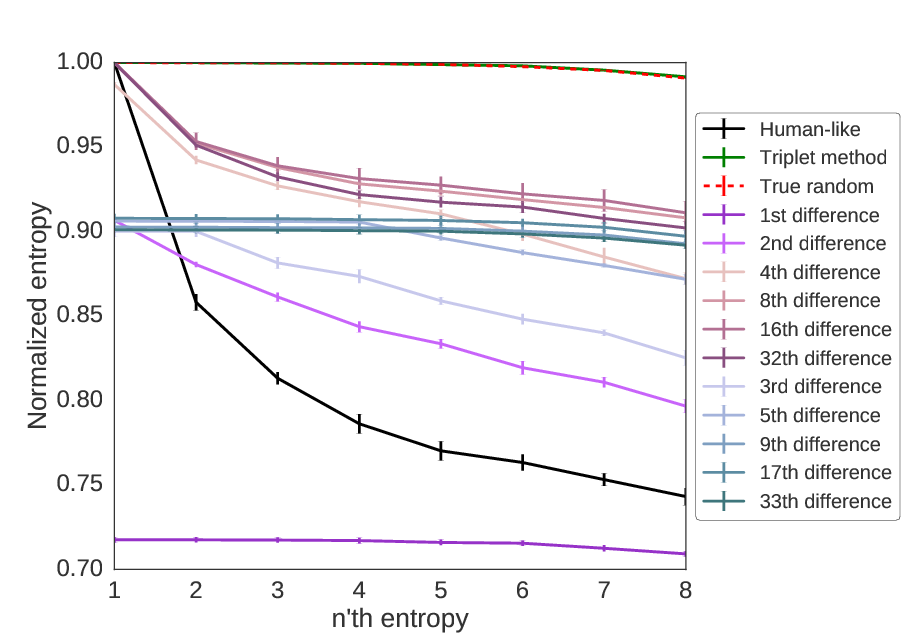 1.00
0.95
0.90
0.85
0.80
0.75
0.70
Normalized entropy
1 2 3 4 5 6 7 8
n'th entropy
Human-like
Triplet method
True random
1st difference
2nd difference
4th difference
8th difference
16th difference
32th difference
3rd difference
5th difference
9th difference
17th difference
33th difference